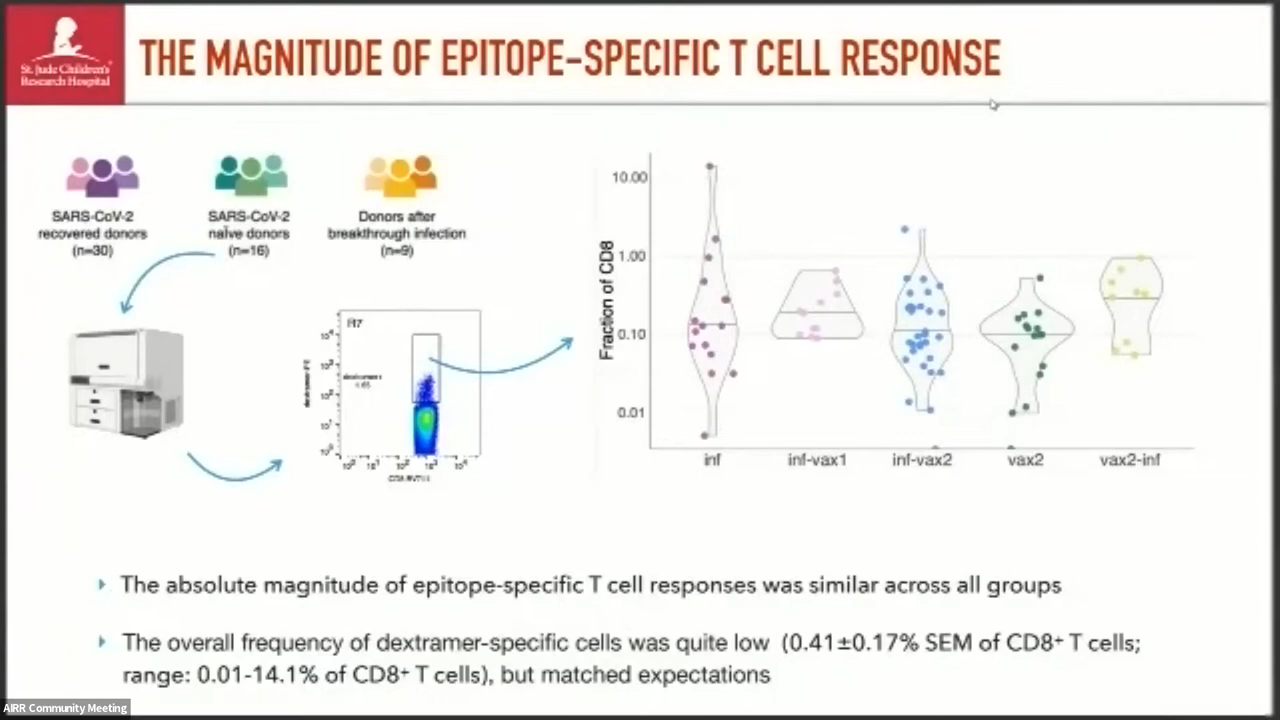 St. Jude Children's
Research Hospital
THE MAGNITUDE OF EPITOPE-SPECIFIC T CELL RESPONSE
SARS-CoV-2
recovered donors
(n=30)
SARS-CoV-2
naïve donors
(n=16)
Donors after
breakthrough infection
(n=9)
R7
Fraction of CD8
10.00
1.00
0.10
0.01
inf
inf-vax1
inf-vax2
vax2
vax2-inf
The absolute magnitude of epitope-specific T cell responses was similar across all groups
The overall frequency of dextramer-specific cells was quite low (0.41±0.17% SEM of CD8⁺ T cells;
range: 0.01-14.1% of CD8⁺ T cells), but matched expectations
AIRR Community Meeting